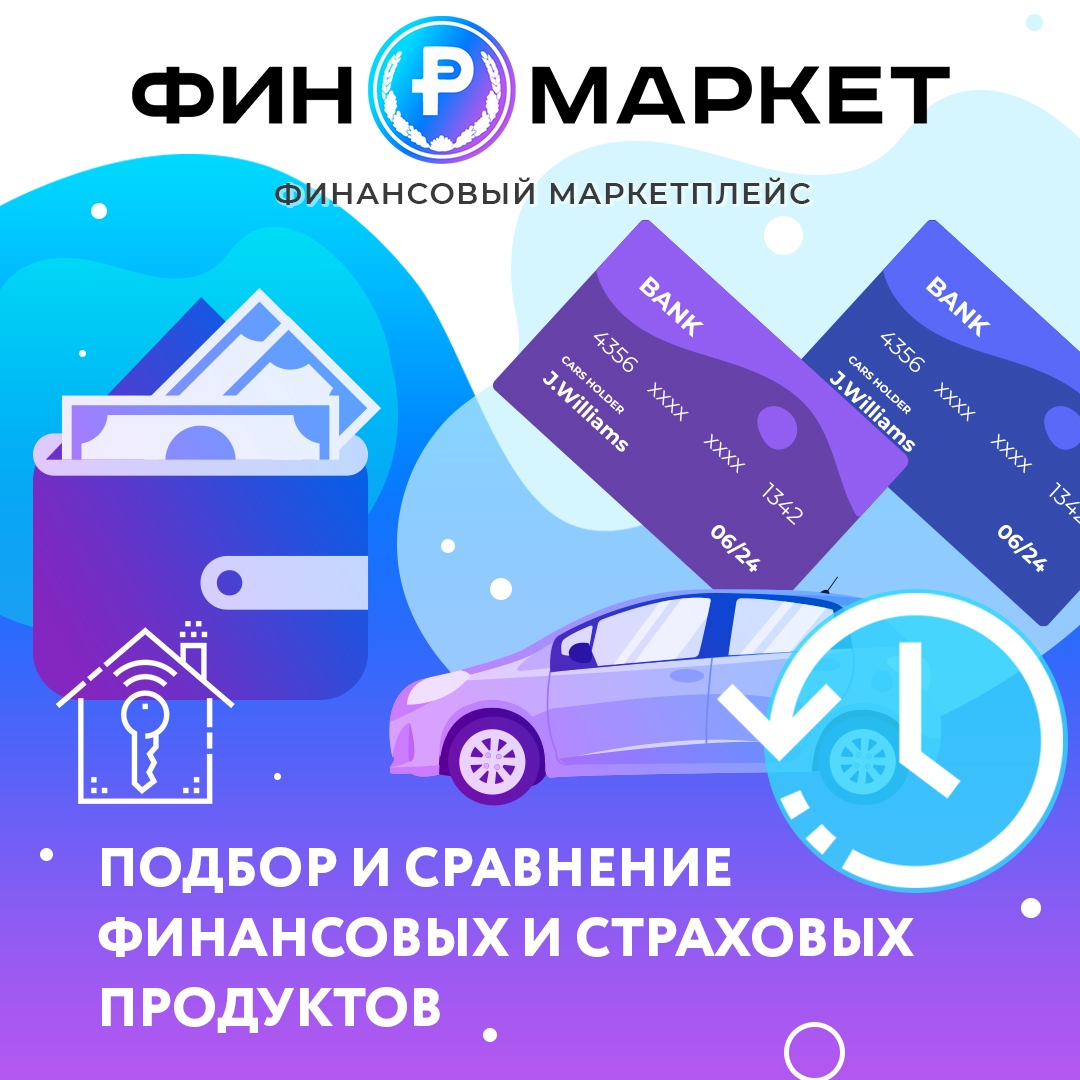 ФИН ₽ МАРКЕТ
ФИНАНСОВЫЙ МАРКЕТПЛЕЙС
BANK
4356 XXXX XXXX 1342
CARS HOLDER
J.Williams
06/24
BANK
4356 XXXX XXXX 1342
CARS HOLDER
J.Williams
06/24
ПОДБОР И СРАВНЕНИЕ
ФИНАНСОВЫХ И СТРАХОВЫХ
ПРОДУКТОВ